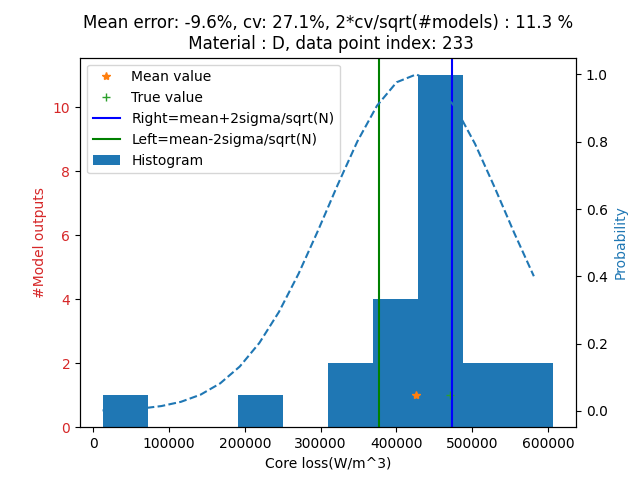 Mean error: -9.6%, cv: 27.1%, 2*cv/sqrt(#models) : 11.3 %
Material : D, data point index: 233
Mean value
True value
Right=mean+2sigma/sqrt(N)
Left=mean-2sigma/sqrt(N)
Histogram
#Model outputs
0
2
4
6
8
10
0
100000
200000
300000
400000
500000
600000
Core loss(W/m^3)
0.0
0.2
0.4
0.6
0.8
1.0
Probability